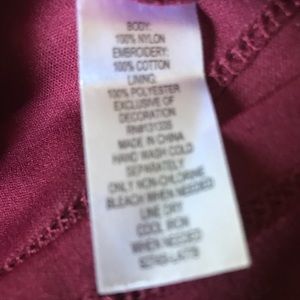 BODY:
100% NYLON
EMBROIDERY:
100% COTTON
LINING:
100% POLYESTER
EXCLUSIVE OF
DECORATION
MADE IN CHINA
HAND WASH COLD
SEPARATELY
ONLY NON-CHLORINE
BLEACH WHEN NEEDED
LINE DRY
COOL IRON
WHEN NEEDED